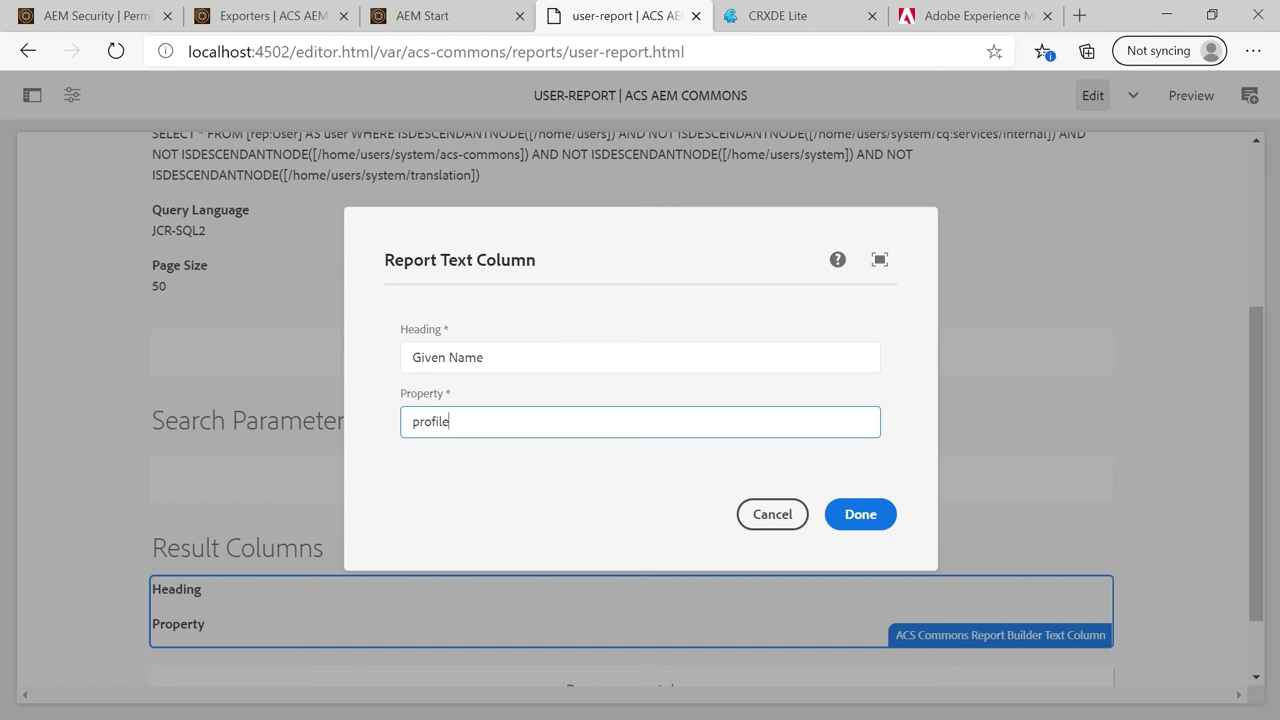 AEM Security | Permi
Exporters | ACS AEM
AEM Start
user-report | ACS AE
CRXDE Lite
Adobe Experience M
localhost:4502/editor.html/var/acs-commons/reports/user-report.html
Not syncing
USER-REPORT | ACS AEM COMMONS
Edit
Preview
SELECT * FROM [rep:User] AS user WHERE ISDESCENDANTNODE([/home/users]) AND NOT ISDESCENDANTNODE([/home/users/system/cq:services/internal]) AND
NOT ISDESCENDANTNODE([/home/users/system/acs-commons]) AND NOT ISDESCENDANTNODE([/home/users/system]) AND NOT
ISDESCENDANTNODE([/home/users/system/translation])
Query Language
JCR-SQL2
Page Size
50
Report Text Column
Heading *
Given Name
Property *
profile
Cancel
Done
Search Parameter
Result Columns
Heading
Property
ACS Commons Report Builder Text Column